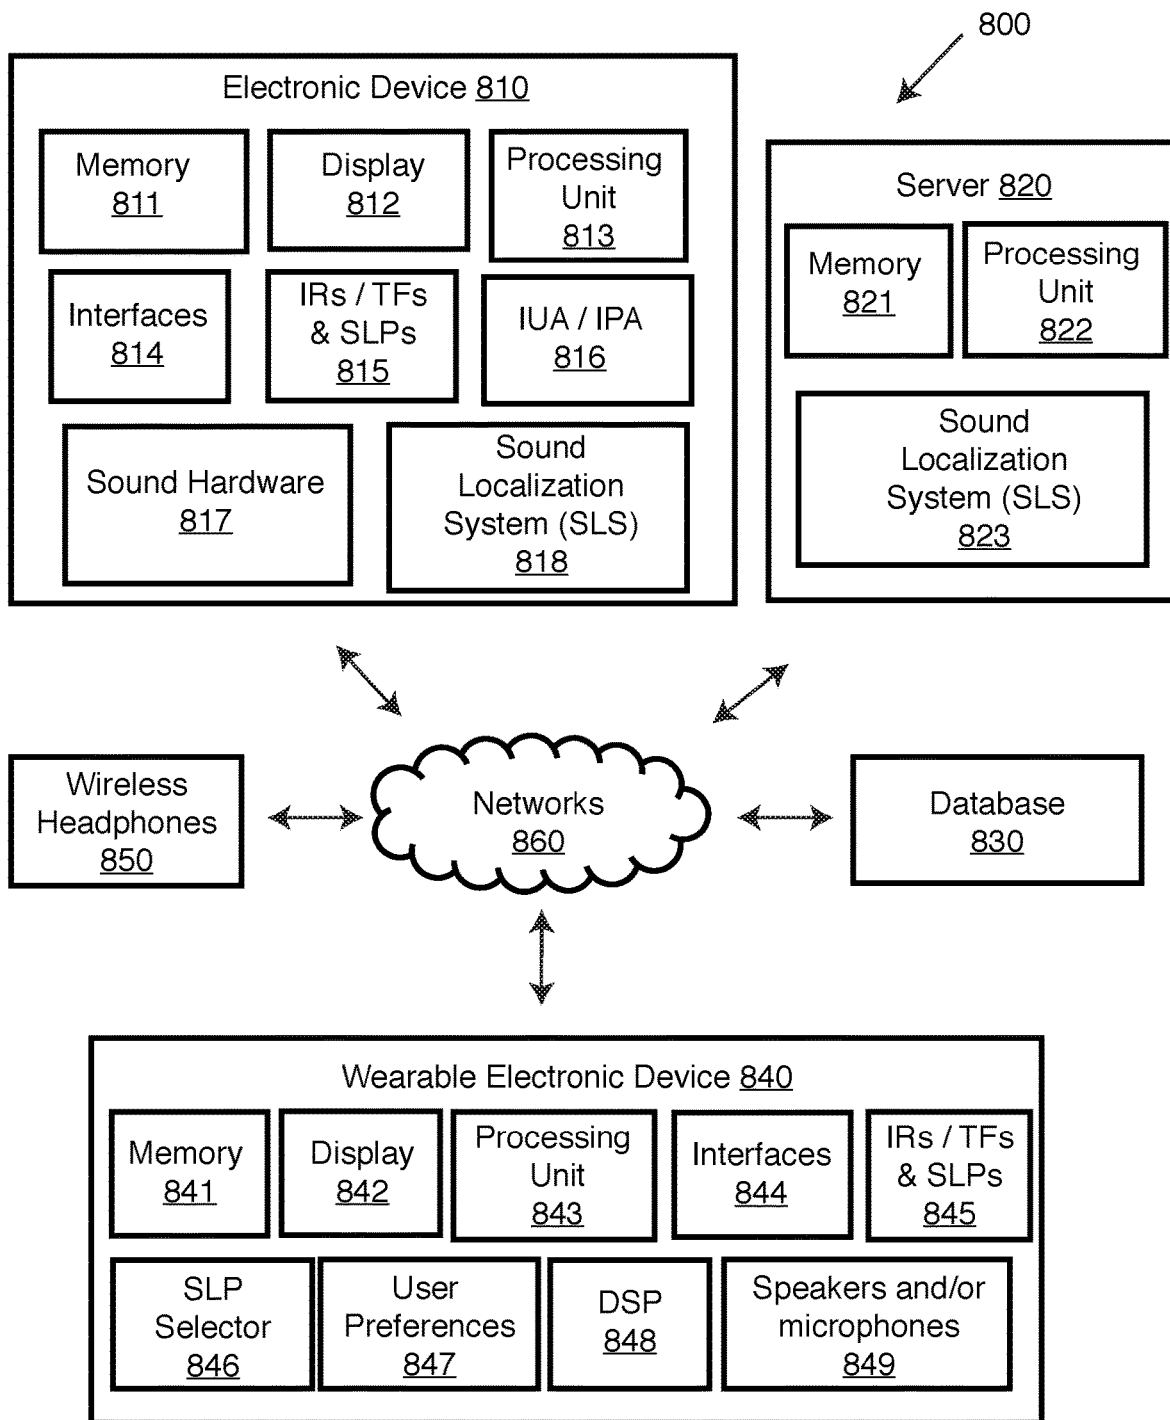 800
Electronic Device 810
Memory
811
Display
812
Processing
Unit
813
Interfaces
814
IRs / TFs
& SLPs
815
IUA / IPA
816
Sound Hardware
817
Sound
Localization
System (SLS)
818
Server 820
Memory
821
Processing
Unit
822
Sound
Localization
System (SLS)
823
Wireless
Headphones
850
Networks
860
Database
830
Wearable Electronic Device 840
Memory
841
Display
842
Processing
Unit
843
Interfaces
844
IRs / TFs
& SLPs
845
SLP
Selector
846
User
Preferences
847
DSP
848
Speakers and/or
microphones
849